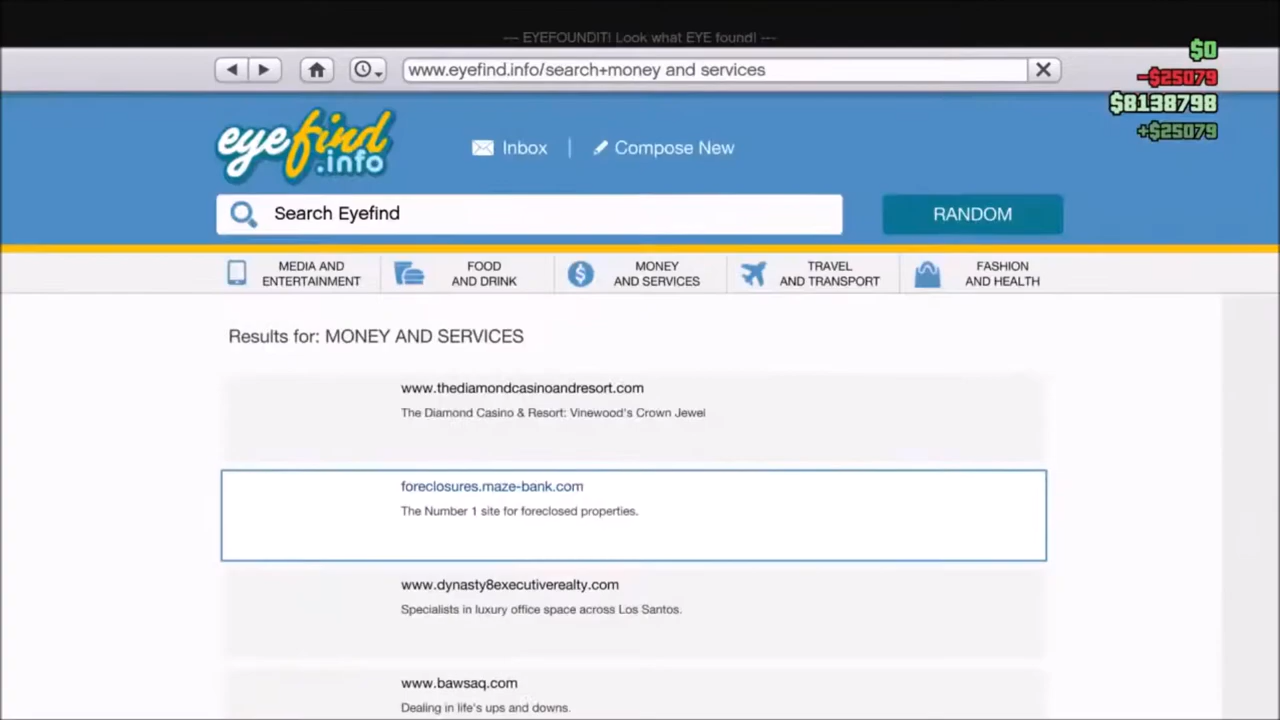 --- EYEFOUNDIT! Look what EYE found! ---
www.eyefind.info/search+money and services
$0
-$25079
$8138798
+$25079
eyefind
.info
Inbox
Compose New
Search Eyefind
RANDOM
MEDIA AND
ENTERTAINMENT
FOOD
AND DRINK
MONEY
AND SERVICES
TRAVEL
AND TRANSPORT
FASHION
AND HEALTH
Results for: MONEY AND SERVICES
www.thediamondcasinoandresort.com
The Diamond Casino & Resort: Vinewood's Crown Jewel
foreclosures.maze-bank.com
The Number 1 site for foreclosed properties.
www.dynasty8executiverealty.com
Specialists in luxury office space across Los Santos.
www.bawsaq.com
Dealing in life's ups and downs.